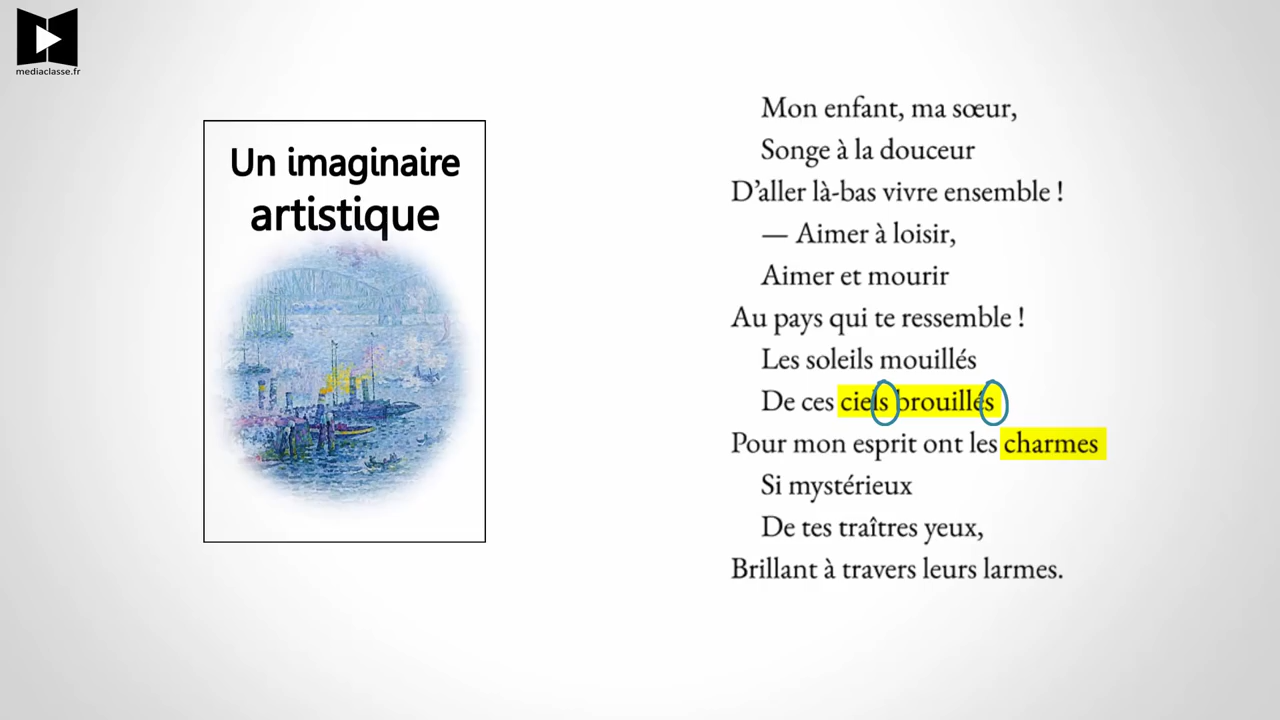 mediaclasse.fr
Un imaginaire
artistique
Mon enfant, ma sœur,
Songe à la douceur
D’aller là-bas vivre ensemble !
— Aimer à loisir,
Aimer et mourir
Au pays qui te ressemble !
Les soleils mouillés
De ces ciels brouillés
Pour mon esprit ont les charmes
Si mystérieux
De tes traîtres yeux,
Brillant à travers leurs larmes.